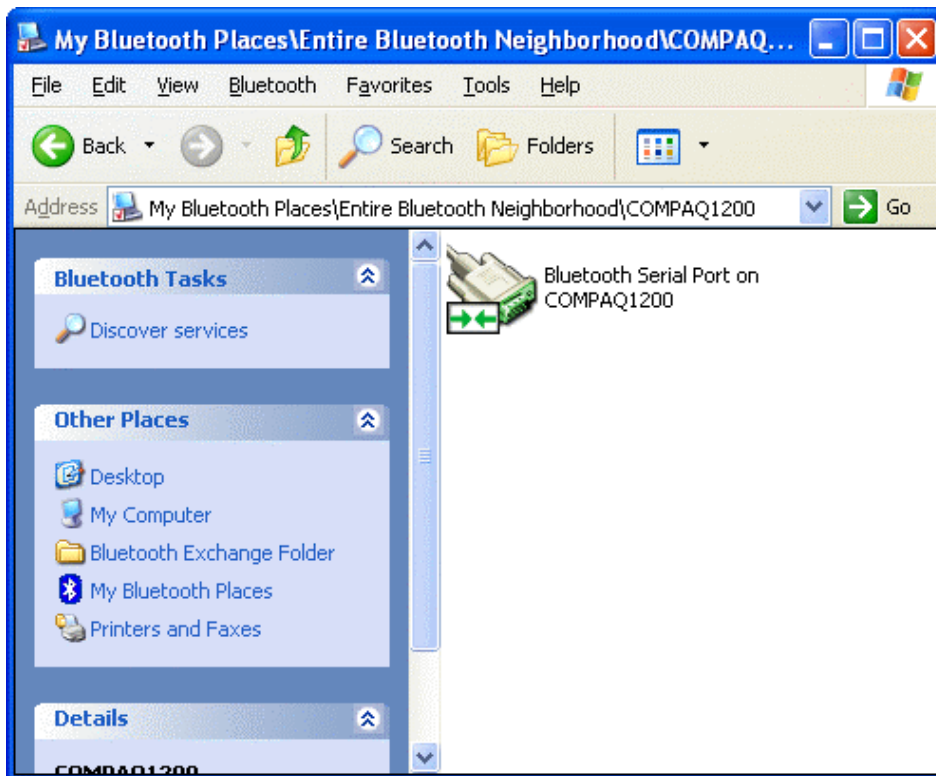 My Bluetooth Places\Entire Bluetooth Neighborhood\COMPAQ...
File Edit View Bluetooth Favorites Tools Help
Back Search Folders
Address My Bluetooth Places\Entire Bluetooth Neighborhood\COMPAQ1200 Go
Bluetooth Tasks
Discover services
Other Places
Desktop
My Computer
Bluetooth Exchange Folder
My Bluetooth Places
Printers and Faxes
Details
COMPAQ1200
Bluetooth Serial Port on
COMPAQ1200